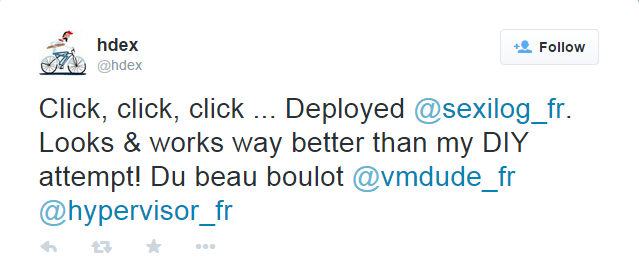 hdex
@hdex
Follow
Click, click, click ... Deployed @sexilog_fr.
Looks & works way better than my DIY
attempt! Du beau boulot @vmdude_fr
@hypervisor_fr